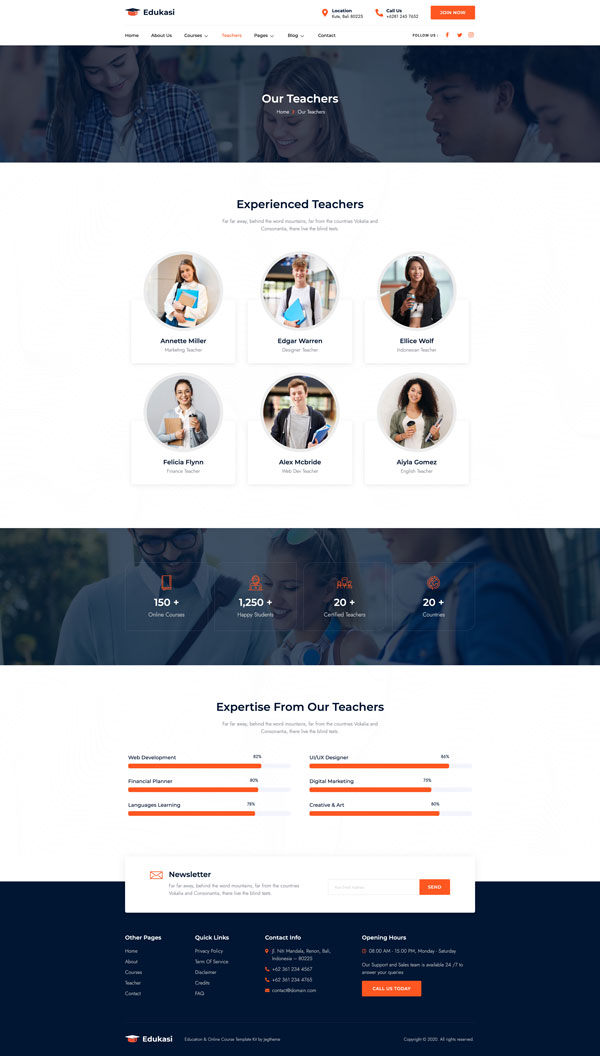 Edukasi
Location
Kuta, Bali 80225
Call Us
+6281 245 7652
JOIN NOW
Home
About Us
Courses
Teachers
Pages
Blog
Contact
FOLLOW US :
Our Teachers
Home
Our Teachers
Experienced Teachers
Far far away, behind the word mountains, far from the countries Vokalia and
Consonantia, there live the blind texts
Annette Miller
Marketing Teacher
Edgar Warren
Designer Teacher
Ellice Wolf
Indonesian Teacher
Felicia Flynn
Finance Teacher
Alex Mcbride
Web Dev Teacher
Aiyla Gomez
English Teacher
150 +
Online Courses
1,250 +
Happy Students
20 +
Certified Teachers
20 +
Countries
Expertise From Our Teachers
Far far away, behind the word mountains, far from the countries Vokalia and
Consonantia, there live the blind texts
Web Development
82%
UI/UX Designer
86%
Financial Planner
80%
Digital Marketing
75%
Languages Learning
78%
Creative & Art
80%
Newsletter
Far far away, behind the word mountains, far from the countries
Vokalia and Consonantia, there live the blind texts
SEND
Other Pages
Home
About
Courses
Teacher
Contact
Quick Links
Privacy Policy
Term Of Service
Disclaimer
Credits
FAQ
Contact Info
Jl. Niti Mandala, Renon, Bali,
Indonesia – 80225
+62 361 234 4567
+62 361 234 4765
contact@domain.com
Opening Hours
08:00 AM - 15:00 PM, Monday - Saturday
Our Support and Sales team is available 24 /7 to
answer your queries
CALL US TODAY
Edukasi
Education & Online Course Template Kit by jegtheme
Copyright © 2020. All rights reserved.